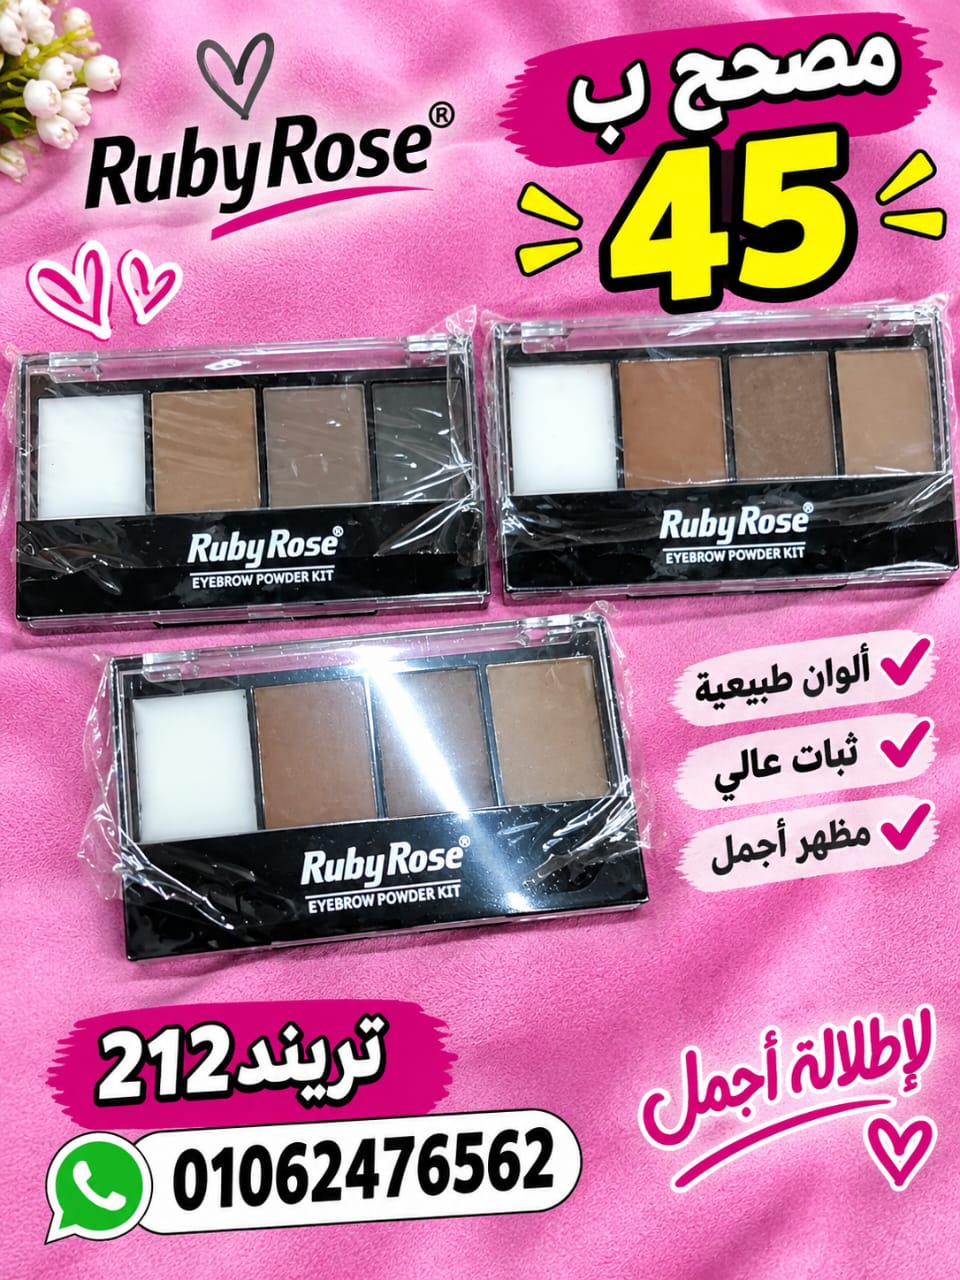 RubyRose®
مصحح ب
45
RubyRose®
EYEBROW POWDER KIT
RubyRose®
EYEBROW POWDER KIT
RubyRose®
EYEBROW POWDER KIT
ألوان طبيعية
ثبات عالي
مظهر أجمل
تريند212
01062476562
لإطلالة أجمل